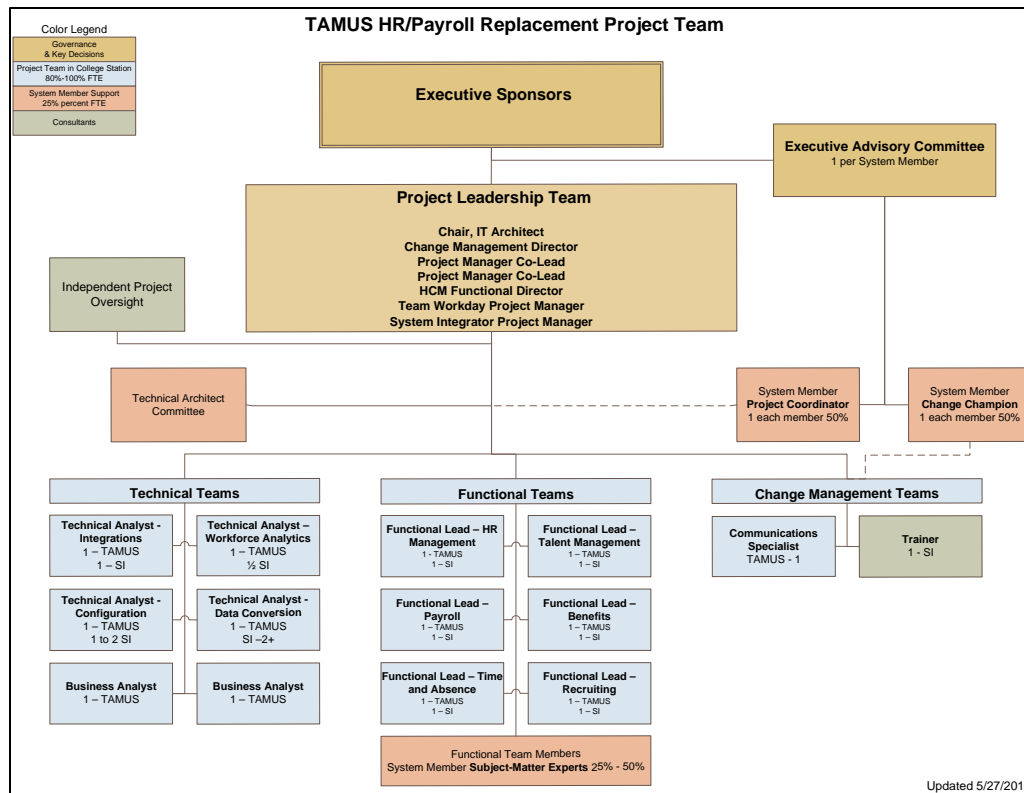 TAMUS HR/Payroll Replacement Project Team
Color Legend
Governance
& Key Decisions
Project Team in College Station
80%-100% FTE
System Member Support
25% percent FTE
Consultants
Executive Sponsors
Executive Advisory Committee
1 per System Member
Project Leadership Team
Chair, IT Architect
Change Management Director
Project Manager Co-Lead
Project Manager Co-Lead
HCM Functional Director
Team Workday Project Manager
System Integrator Project Manager
Independent Project
Oversight
Technical Architect
Committee
System Member
Project Coordinator
1 each member 50%
System Member
Change Champion
1 each member 50%
Technical Teams
Technical Analyst -
Integrations
1 – TAMUS
1 – SI
Technical Analyst –
Workforce Analytics
1 – TAMUS
½ SI
Technical Analyst -
Configuration
1 – TAMUS
1 to 2 SI
Technical Analyst -
Data Conversion
1 – TAMUS
SI –2+
Business Analyst
1 – TAMUS
Business Analyst
1 – TAMUS
Functional Teams
Functional Lead – HR
Management
1 - TAMUS
1 – SI
Functional Lead –
Talent Management
1 – TAMUS
1 – SI
Functional Lead –
Payroll
1 – TAMUS
1 – SI
Functional Lead –
Benefits
1 – TAMUS
1 – SI
Functional Lead – Time
and Absence
1 – TAMUS
1 – SI
Functional Lead –
Recruiting
1 – TAMUS
1 – SI
Functional Team Members
System Member Subject-Matter Experts 25% - 50%
Change Management Teams
Communications
Specialist
TAMUS - 1
Trainer
1 - SI
Updated 5/27/201